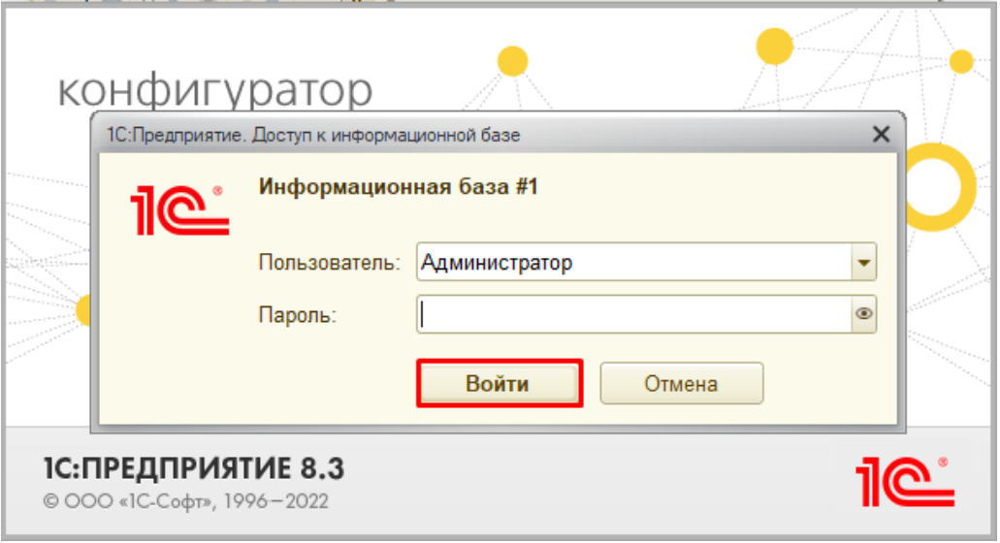 конфигуратор
1С:Предприятие. Доступ к информационной базе
1С®
Информационная база #1
Пользователь: Администратор
Пароль:
Войти Отмена
1С:ПРЕДПРИЯТИЕ 8.3
© ООО «1С-Софт», 1996–2022
1С®